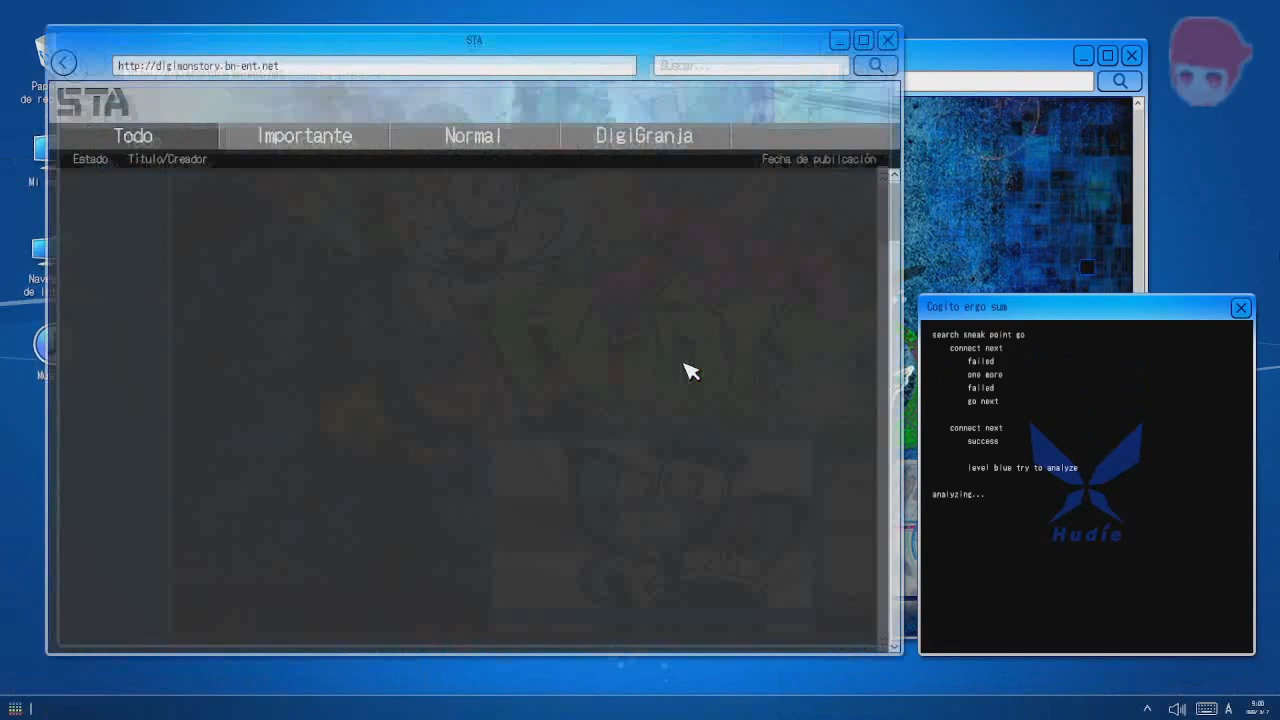 STA
http://digimonstory.bn-ent.net
Buscar...
STA
Todo
Importante
Normal
DigiGranja
Estado
Título/Creador
Fecha de publicación
Cogito ergo sum
search sneak point go
connect next
failed
one more
failed
go next
connect next
success
level blue try to analyze
analyzing...
Hudie
A
9:00